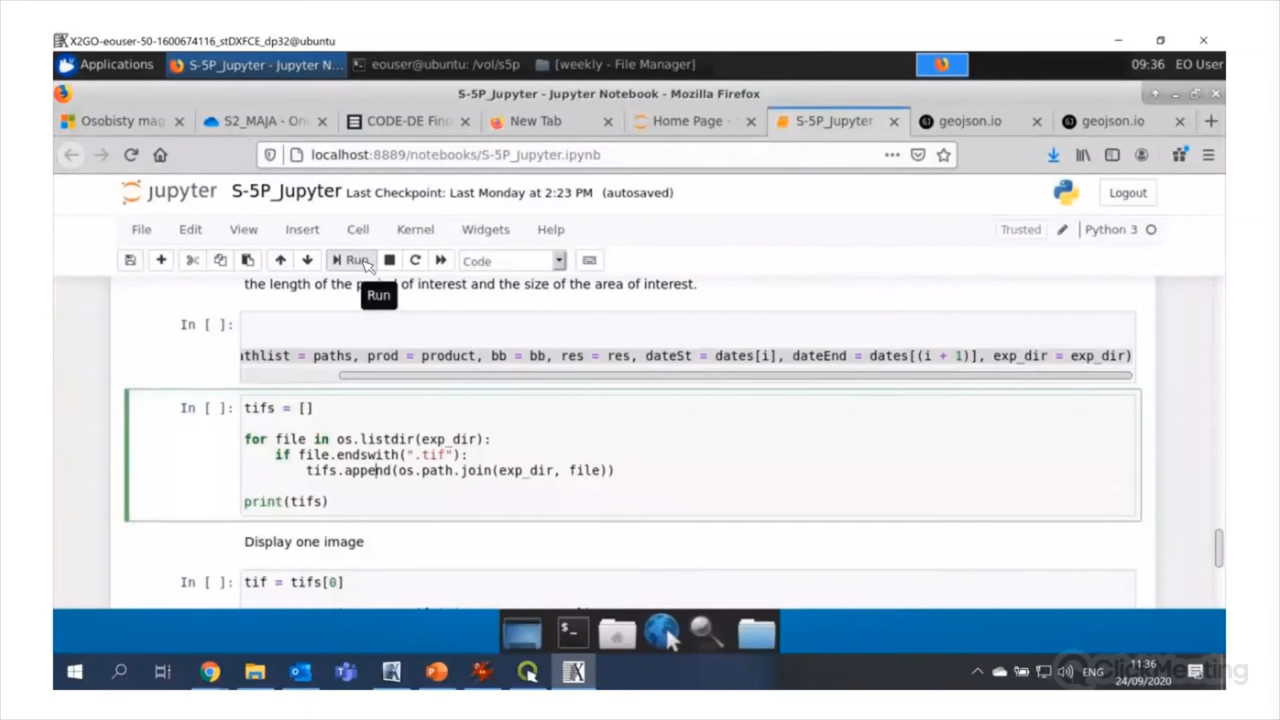 X2GO-eouser-50-1600674116_stDXFCE_dp32@ubuntu
Applications S-5P_Jupyter - Jupyter N... eouser@ubuntu: /vol/s5p [weekly - File Manager] 09:36 EO User
S-5P_Jupyter - Jupyter Notebook - Mozilla Firefox
Osobisty mag S2_MAJA - One CODE-DE Find New Tab Home Page - S-5P_Jupyter geojson.io geojson.io
localhost:8889/notebooks/S-5P_Jupyter.ipynb
jupyter S-5P_Jupyter Last Checkpoint: Last Monday at 2:23 PM (autosaved) Logout
File Edit View Insert Cell Kernel Widgets Help Trusted Python 3
Run Code
the length of the of interest and the size of the area of interest.
Run
In [ ]:
thlist = paths, prod = product, bb = bb, res = res, dateSt = dates[i], dateEnd = dates[(i + 1)], exp_dir = exp_dir)
In [ ]: tifs = []
for file in os.listdir(exp_dir):
if file.endswith(".tif"):
tifs.append(os.path.join(exp_dir, file))
print(tifs)
Display one image
In [ ]: tif = tifs[0]
$_
ENG 11:36
24/09/2020
ClickMeeting